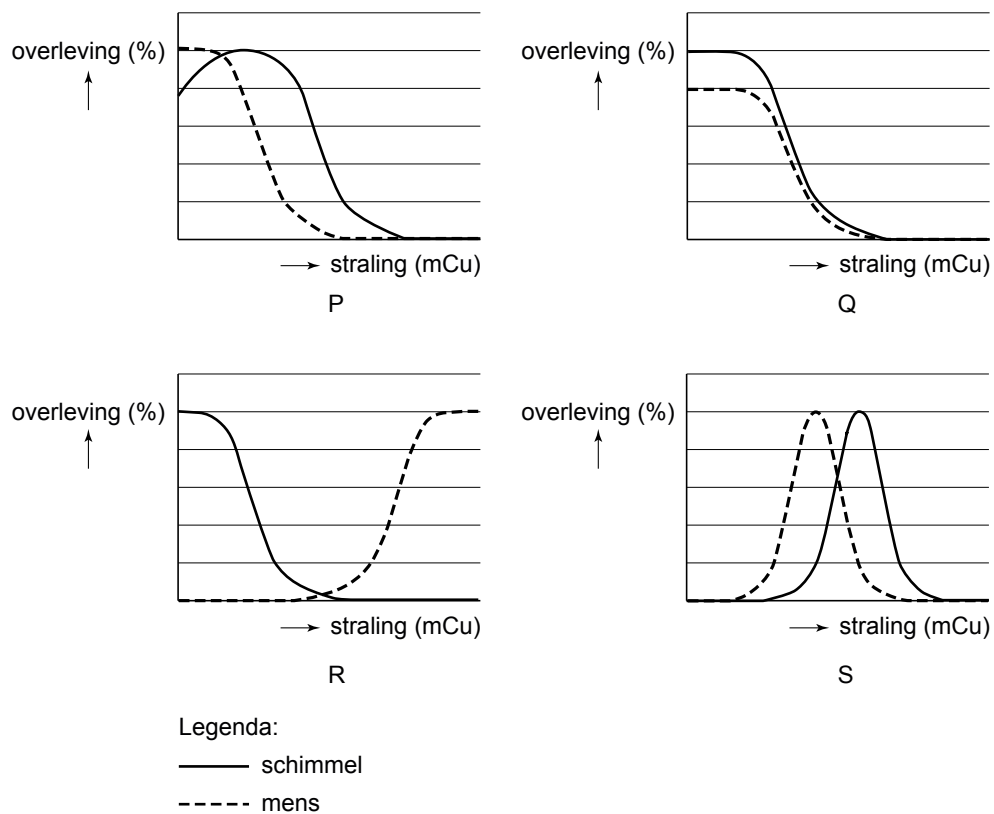 overleving (%)
straling (mCu)
P
overleving (%)
straling (mCu)
Q
overleving (%)
straling (mCu)
R
overleving (%)
straling (mCu)
S
Legenda:
schimmel
mens